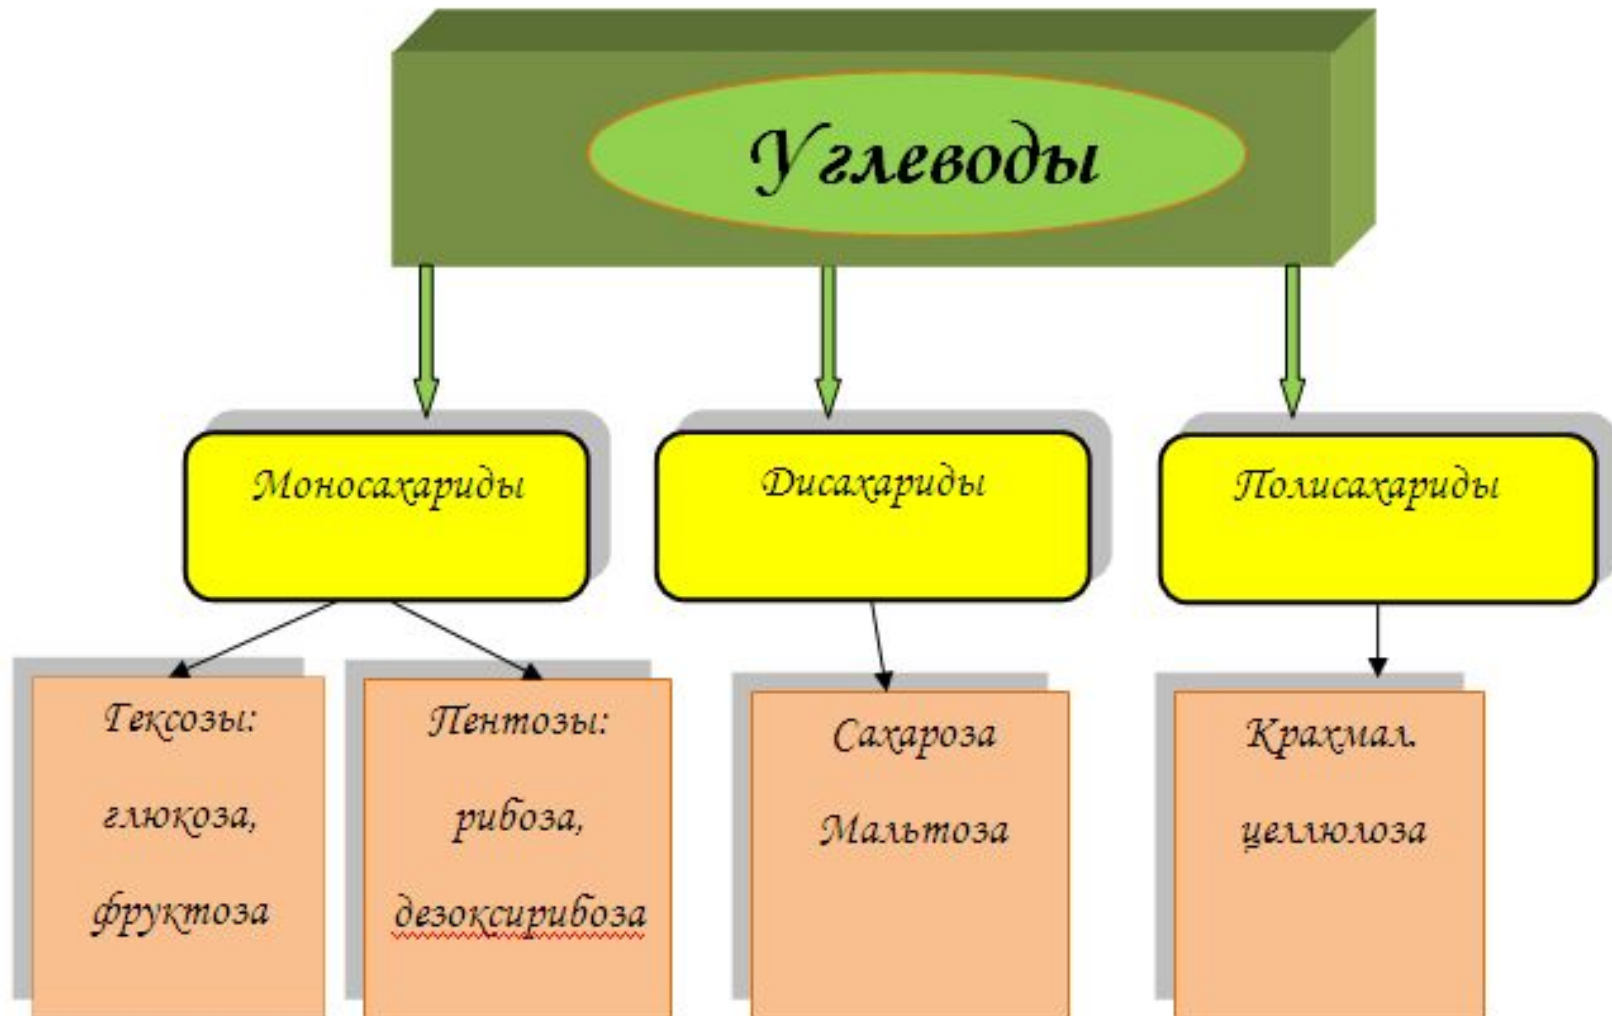 Углеводы
Моносахариды
Дисахариды
Полисахариды
Гексозы:
глюкоза,
фруктоза
Пентозы:
рибоза,
дезоксирибоза
Сахароза
Мальтоза
Крахмал.
целлюлоза